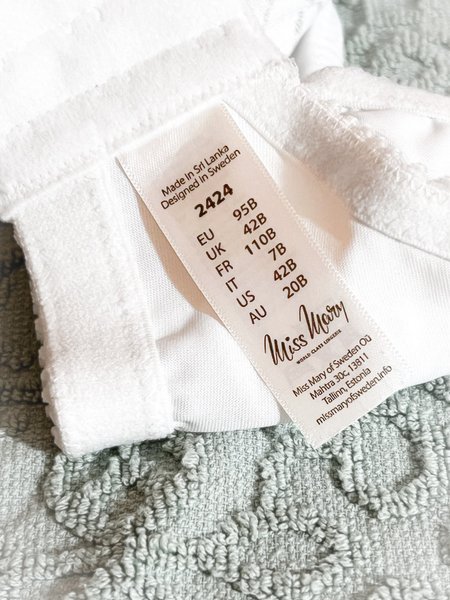 Made in Sri Lanka
Designed in Sweden
2424
EU 95B
UK 42B
FR 110B
IT 7B
US 42B
AU 20B
Miss Mary
WORLD CLASS LINGERIE
Miss Mary of Sweden Oü
Mahtra 30c, 13811
Tallinn, Estonia
missmaryofsweden.info